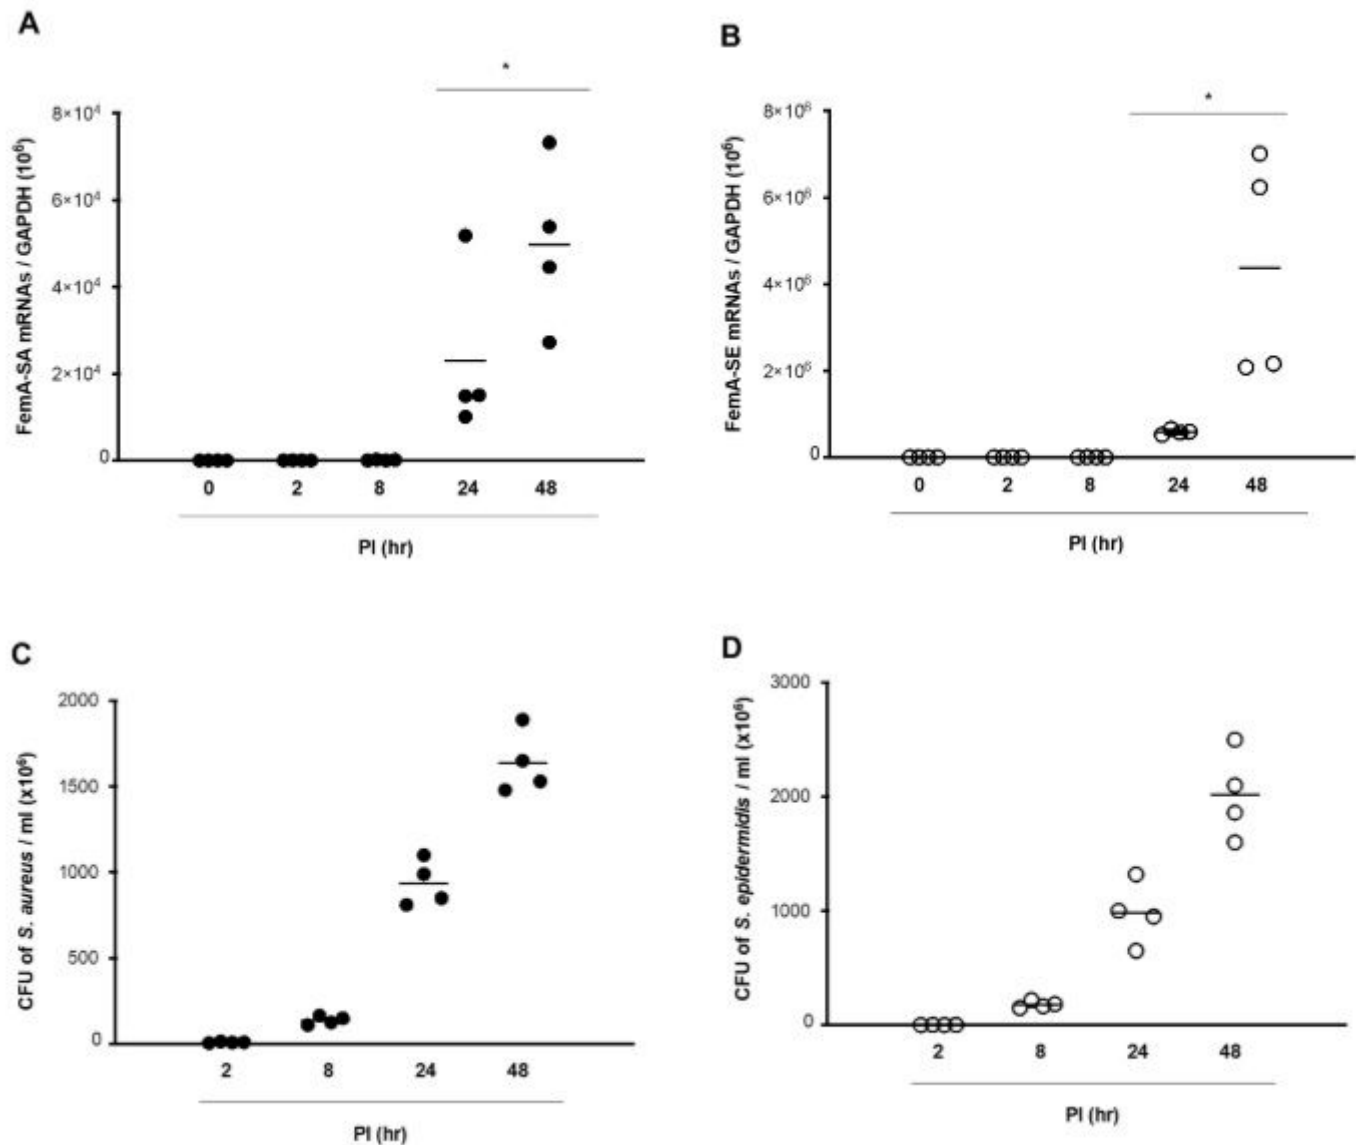 A
*
8×10⁴
6×10⁴
4×10⁴
2×10⁴
0
FemA-SA mRNAs / GAPDH (10⁶)
0 2 8 24 48
PI (hr)
B
*
8×10⁶
6×10⁶
4×10⁶
2×10⁶
0
FemA-SE mRNAs / GAPDH (10⁶)
0 2 8 24 48
PI (hr)
C
2000
1500
1000
500
0
CFU of S. aureus / ml (x10⁶)
2 8 24 48
PI (hr)
D
3000
2000
1000
0
CFU of S. epidermidis / ml (x10⁶)
2 8 24 48
PI (hr)